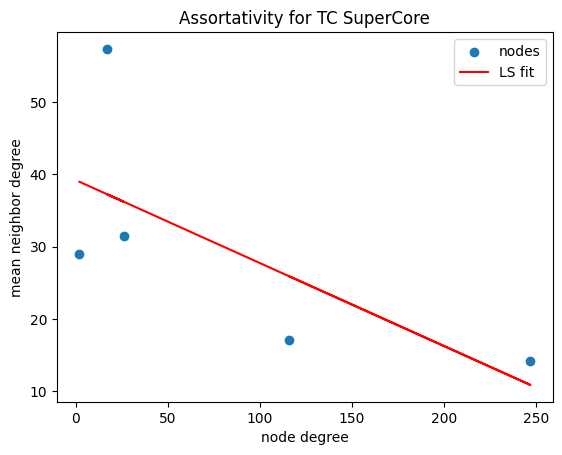 Assortativity for TC SuperCore
nodes
LS fit
mean neighbor degree
50
40
30
20
10
0
50
100
150
200
250
node degree